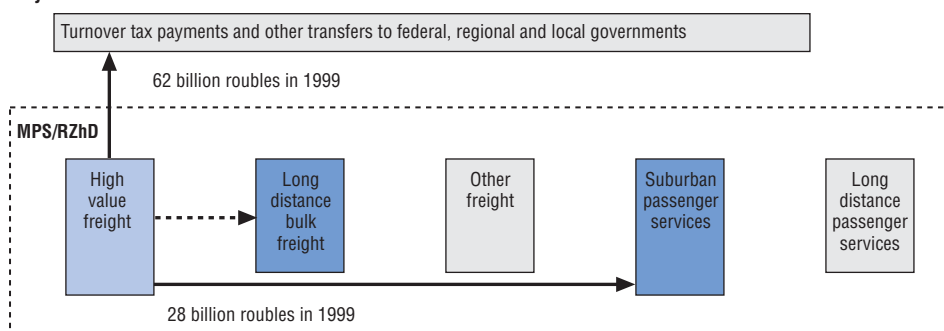 Turnover tax payments and other transfers to federal, regional and local governments
62 billion roubles in 1999
MPS/RZhD
High
value
freight
Long
distance
bulk
freight
Other
freight
Suburban
passenger
services
Long
distance
passenger
services
28 billion roubles in 1999